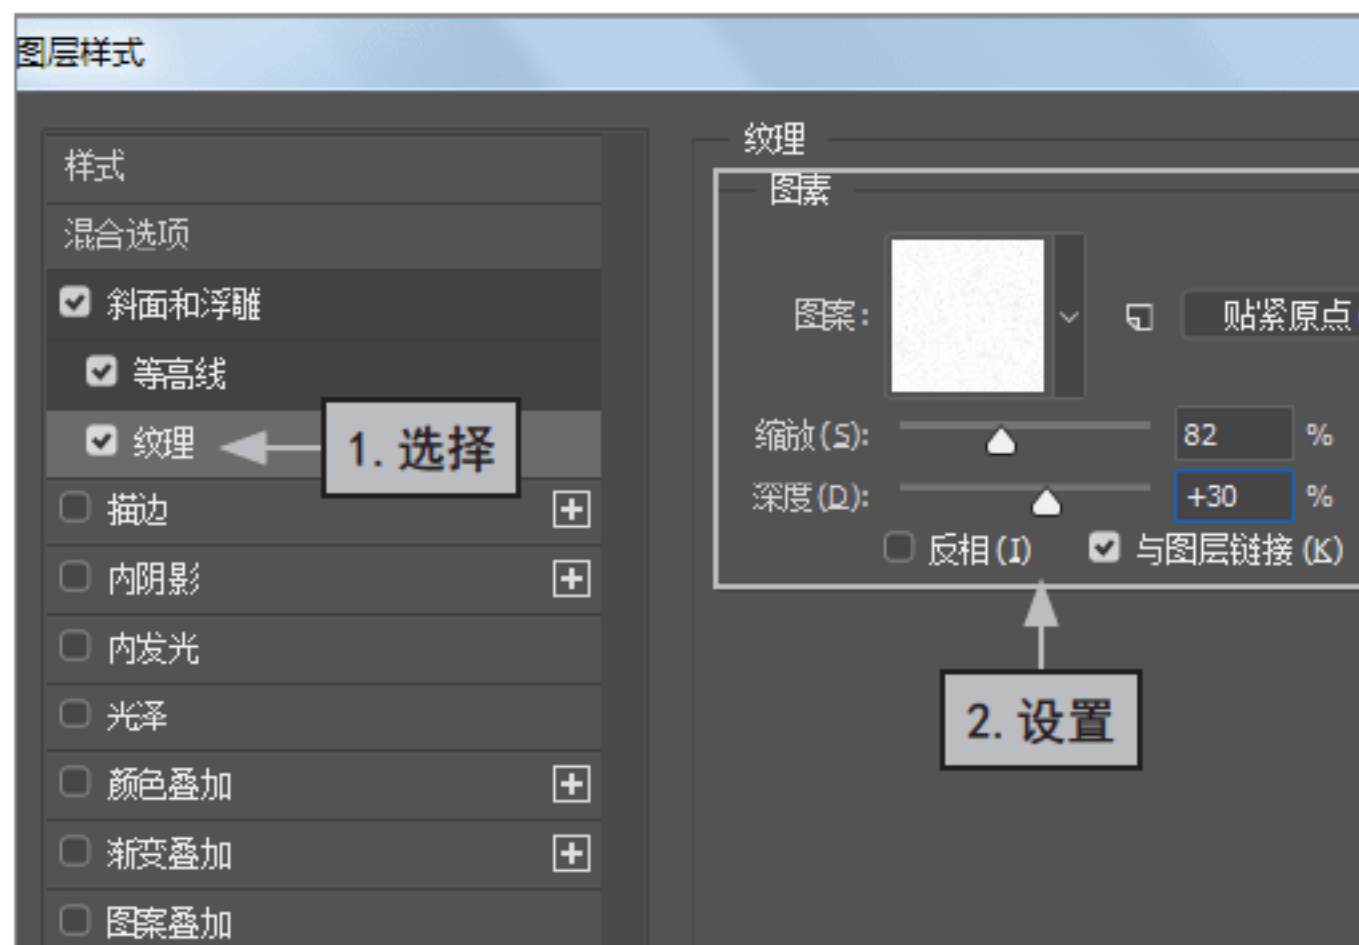 图层样式
样式
混合选项
斜面和浮雕
等高线
纹理
1. 选择
描边
内阴影
内发光
光泽
颜色叠加
渐变叠加
图案叠加
纹理
图素
图案:
贴紧原点
缩放(S): 82 %
深度(D): +30 %
反相(I) 与图层链接(K)
2. 设置